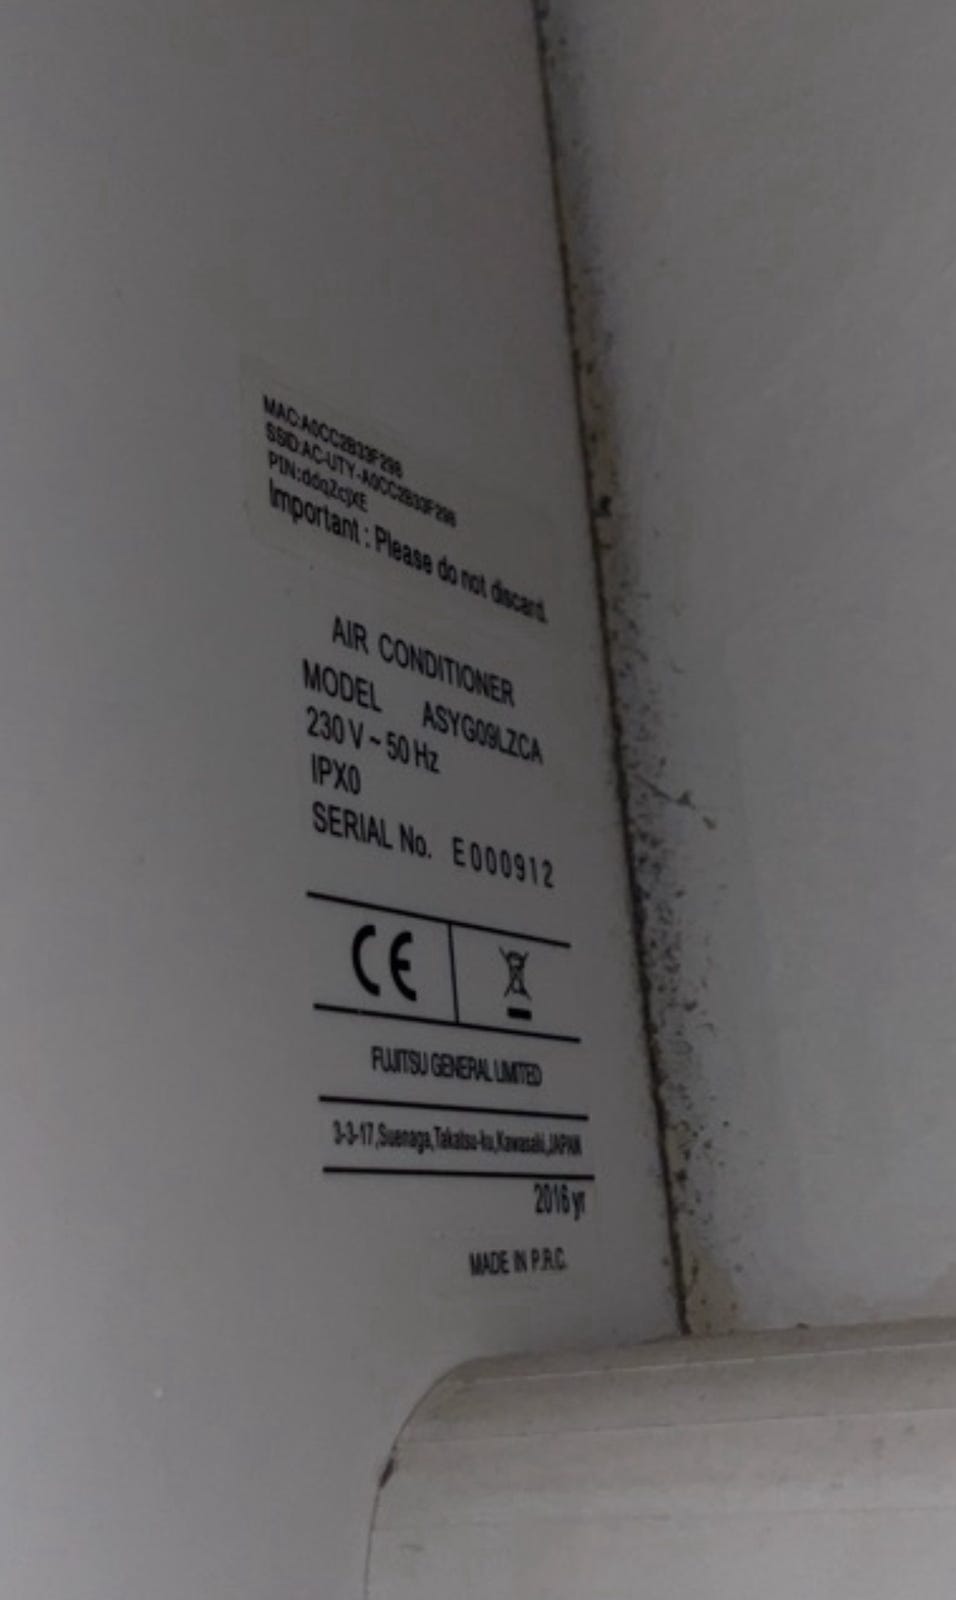 MAC:A0CC2B33F298
SSID:AC-UTY-A0CC2B33F298
PIN:ddqZcjXE
Important : Please do not discard.
AIR CONDITIONER
MODEL ASYG09LZCA
230 V ~ 50 Hz
IPX0
SERIAL No. E000912
CE
FUJITSU GENERAL LIMITED
3-3-17,Suenaga,Takatsu-ku,Kawasaki,JAPAN
2016 yr
MADE IN P.R.C.